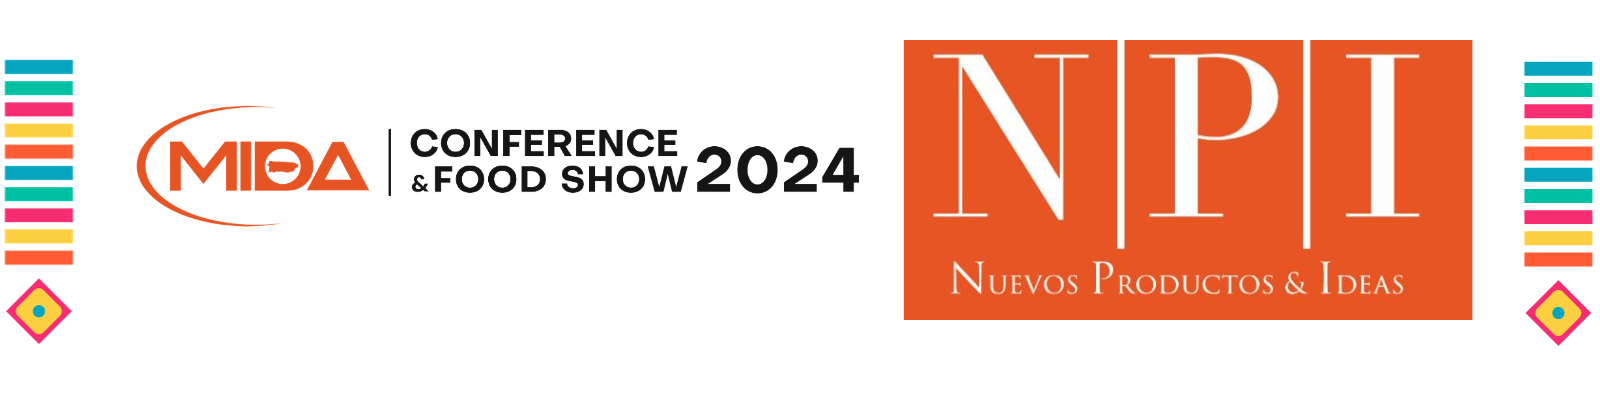 MIDA
CONFERENCE
& FOOD SHOW 2024
N|P|I
NUEVOS PRODUCTOS & IDEAS